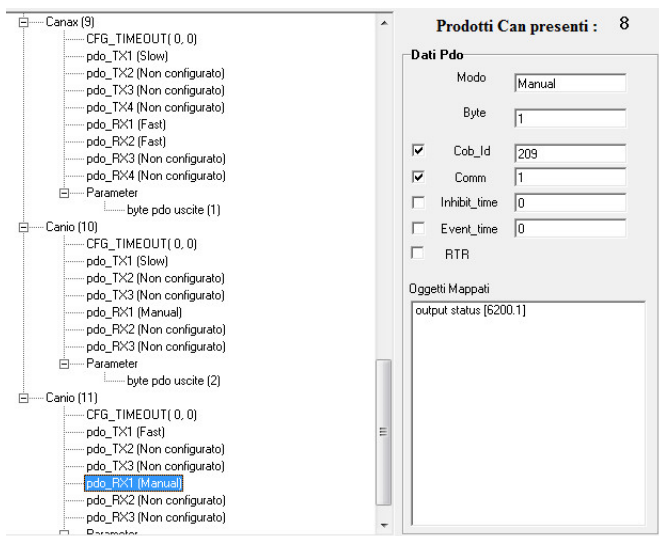 Canax (9)
CFG_TIMEOUT( 0, 0)
pdo_TX1 (Slow)
pdo_TX2 (Non configurato)
pdo_TX3 (Non configurato)
pdo_TX4 (Non configurato)
pdo_RX1 (Fast)
pdo_RX2 (Fast)
pdo_RX3 (Non configurato)
pdo_RX4 (Non configurato)
Parameter
byte pdo uscite (1)
Canio (10)
CFG_TIMEOUT( 0, 0)
pdo_TX1 (Slow)
pdo_TX2 (Non configurato)
pdo_TX3 (Non configurato)
pdo_RX1 (Manual)
pdo_RX2 (Non configurato)
pdo_RX3 (Non configurato)
Parameter
byte pdo uscite (2)
Canio (11)
CFG_TIMEOUT( 0, 0)
pdo_TX1 (Fast)
pdo_TX2 (Non configurato)
pdo_TX3 (Non configurato)
pdo_RX1 (Manual)
pdo_RX2 (Non configurato)
pdo_RX3 (Non configurato)
Parameter
Prodotti Can presenti : 8
Dati Pdo
Modo Manual
Byte 1
Cob_Id 209
Comm 1
Inhibit_time 0
Event_time 0
RTR
Oggetti Mappati
output status [6200.1]